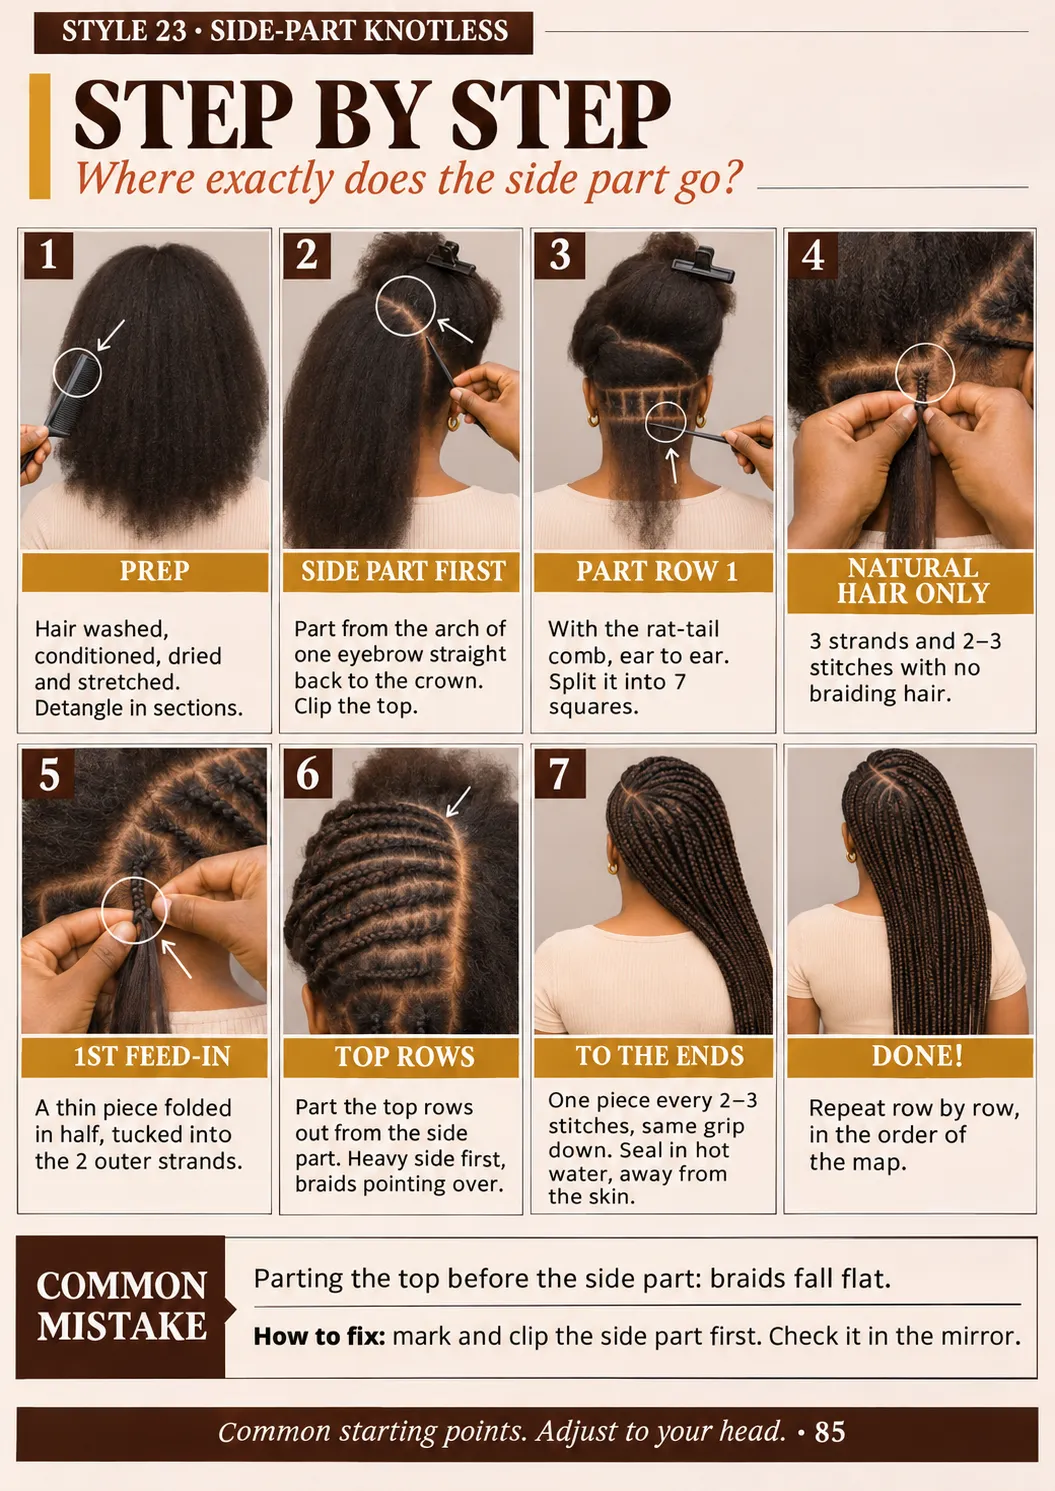 STYLE 23 · SIDE-PART KNOTLESS
STEP BY STEP
Where exactly does the side part go?
1
PREP
Hair washed,
conditioned, dried
and stretched.
Detangle in sections.
2
SIDE PART FIRST
Part from the arch of
one eyebrow straight
back to the crown.
Clip the top.
3
PART ROW 1
With the rat-tail
comb, ear to ear.
Split it into 7
squares.
4
NATURAL
HAIR ONLY
3 strands and 2–3
stitches with no
braiding hair.
5
1ST FEED-IN
A thin piece folded
in half, tucked into
the 2 outer strands.
6
TOP ROWS
Part the top rows
out from the side
part. Heavy side first,
braids pointing over.
7
TO THE ENDS
One piece every 2–3
stitches, same grip
down. Seal in hot
water, away from
the skin.
DONE!
Repeat row by row,
in the order of
the map.
COMMON
MISTAKE
Parting the top before the side part: braids fall flat.
How to fix: mark and clip the side part first. Check it in the mirror.
Common starting points. Adjust to your head. · 85